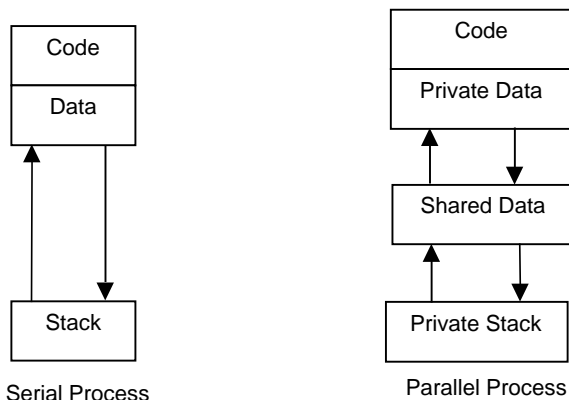 Code
Data
Stack
Serial Process
Code
Private Data
Shared Data
Private Stack
Parallel Process